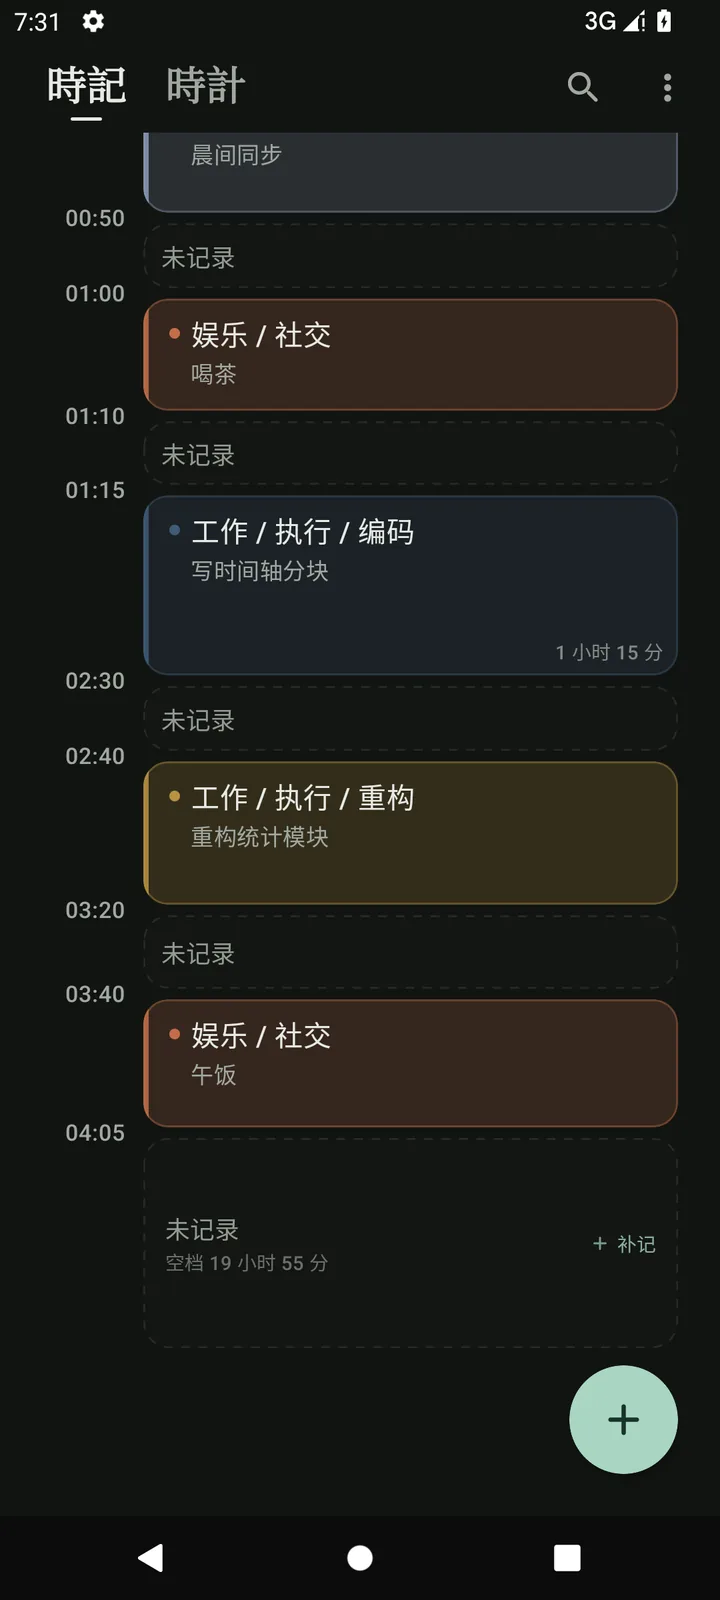 7:31 3G
時記 時計
晨间同步
00:50
未记录
01:00
娱乐 / 社交
喝茶
01:10
未记录
01:15
工作 / 执行 / 编码
写时间轴分块
1 小时 15 分
02:30
未记录
02:40
工作 / 执行 / 重构
重构统计模块
03:20
未记录
03:40
娱乐 / 社交
午饭
04:05
未记录
空档 19 小时 55 分
+ 补记